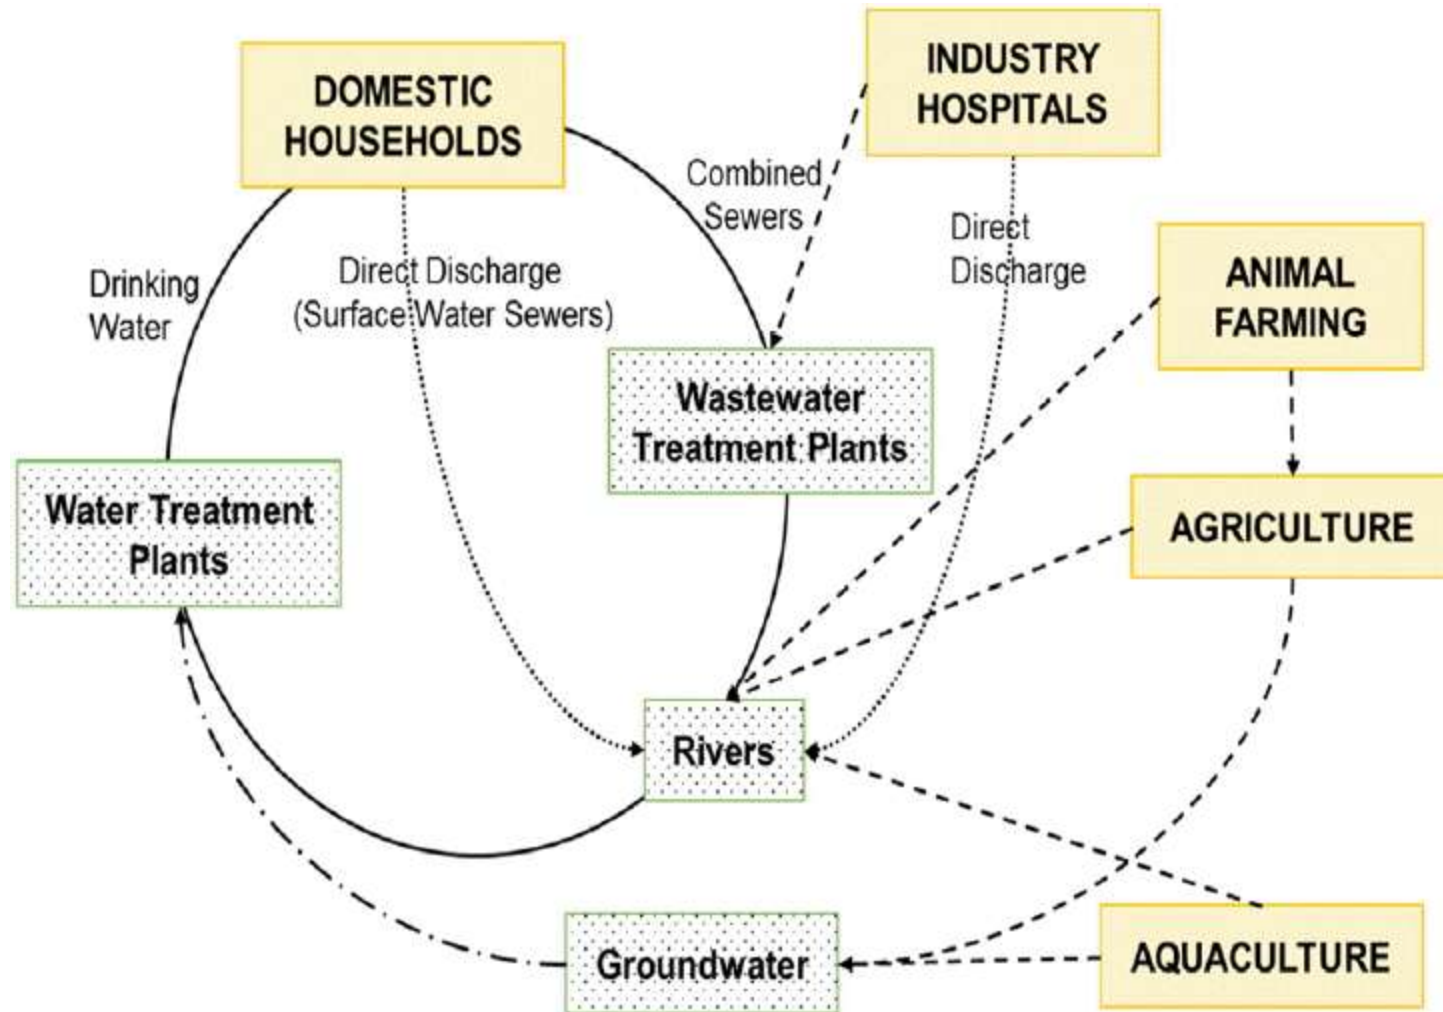 DOMESTIC
HOUSEHOLDS
INDUSTRY
HOSPITALS
Combined
Sewers
Direct
Discharge
Drinking
Water
Direct Discharge
(Surface Water Sewers)
ANIMAL
FARMING
Wastewater
Treatment Plants
Water Treatment
Plants
AGRICULTURE
Rivers
Groundwater
AQUACULTURE